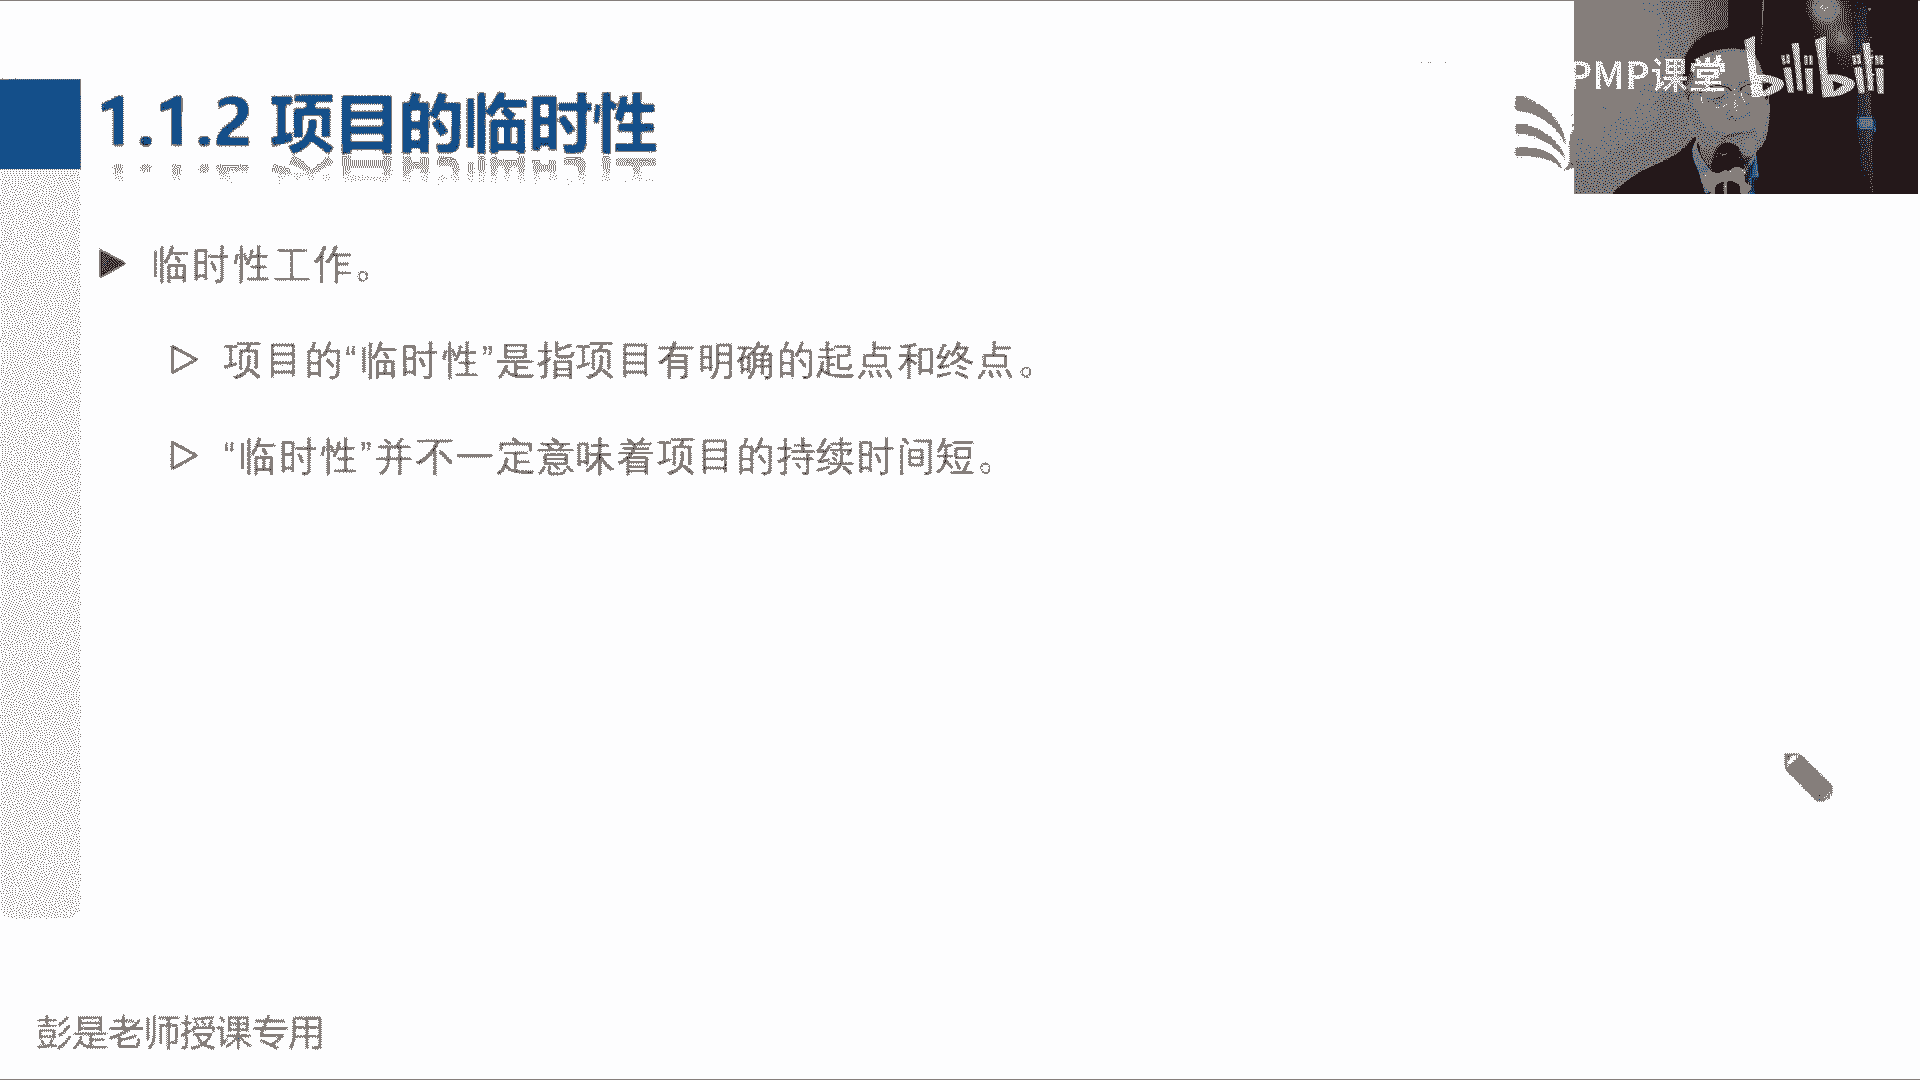 PMP课堂 bilibili
1.1.2 项目的临时性
临时性工作。
项目的“临时性”是指项目有明确的起点和终点。
“临时性”并不一定意味着项目的持续时间短。
彭是老师授课专用